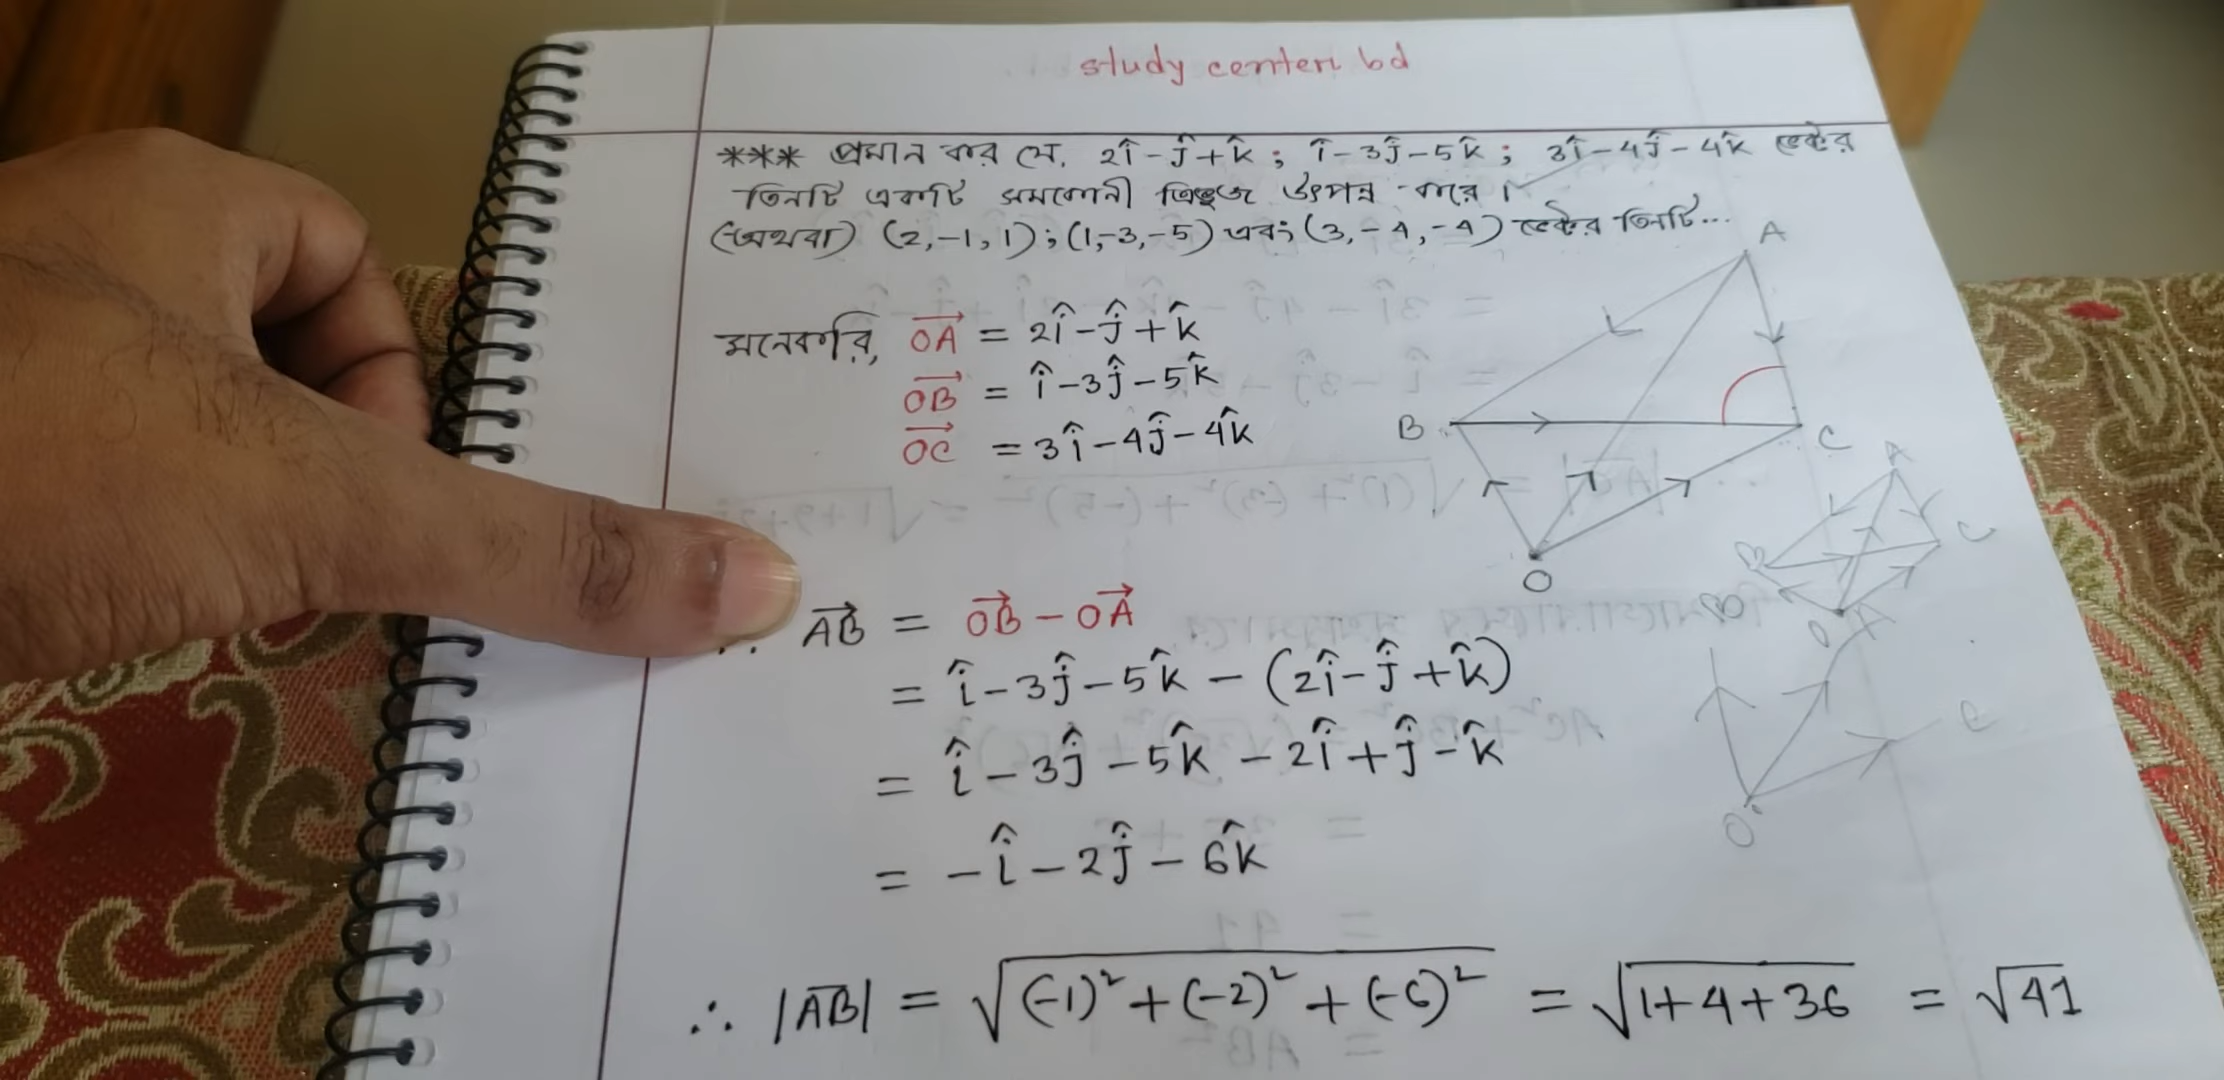 study center bd
*** প্রমান কর যে, 2î - ĵ + k̂ ; î - 3ĵ - 5k̂ ; 3î - 4ĵ - 4k̂ ভেক্টর
তিনটি একটি সমকোনী ত্রিভুজ উৎপন্ন করে।
(অথবা) (2, -1, 1) ; (1, -3, -5) এবং (3, -4, -4) ভেক্টর তিনটি...
মনেকরি, OA⃗ = 2î - ĵ + k̂
OB⃗ = î - 3ĵ - 5k̂
OC⃗ = 3î - 4ĵ - 4k̂
A
B
C
O
A
B
C
B
O
A
C
O
∴ AB⃗ = OB⃗ - OA⃗
= î - 3ĵ - 5k̂ - (2î - ĵ + k̂)
= î - 3ĵ - 5k̂ - 2î + ĵ - k̂
= -î - 2ĵ - 6k̂
∴ |AB⃗| = √((-1)² + (-2)² + (-6)²) = √(1+4+36) = √41